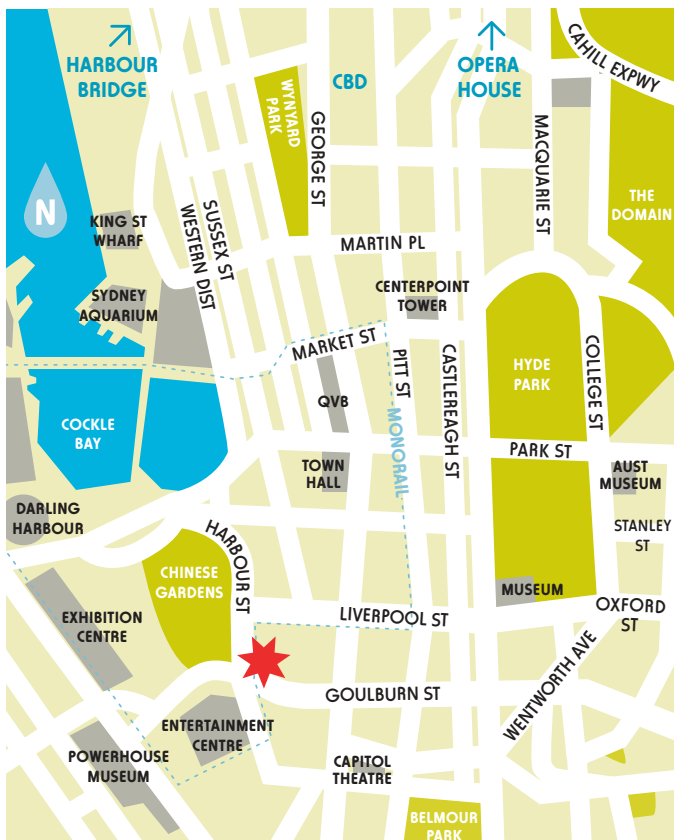 HARBOUR
BRIDGE
CBD
OPERA
HOUSE
CAHILL EXPWY
WYNYARD
PARK
GEORGE ST
MACQUARIE ST
THE
DOMAIN
N
KING ST
WHARF
SUSSEX ST
WESTERN DIST
MARTIN PL
SYDNEY
AQUARIUM
CENTERPOINT
TOWER
MARKET ST
PITT ST
CASTLEREAGH ST
HYDE
PARK
COLLEGE ST
QVB
MONORAIL
COCKLE
BAY
PARK ST
TOWN
HALL
AUST
MUSEUM
DARLING
HARBOUR
STANLEY
ST
HARBOUR ST
CHINESE
GARDENS
MUSEUM
LIVERPOOL ST
OXFORD
ST
EXHIBITION
CENTRE
WENTWORTH AVE
GOULBURN ST
ENTERTAINMENT
CENTRE
POWERHOUSE
MUSEUM
CAPITOL
THEATRE
BELMOUR
PARK